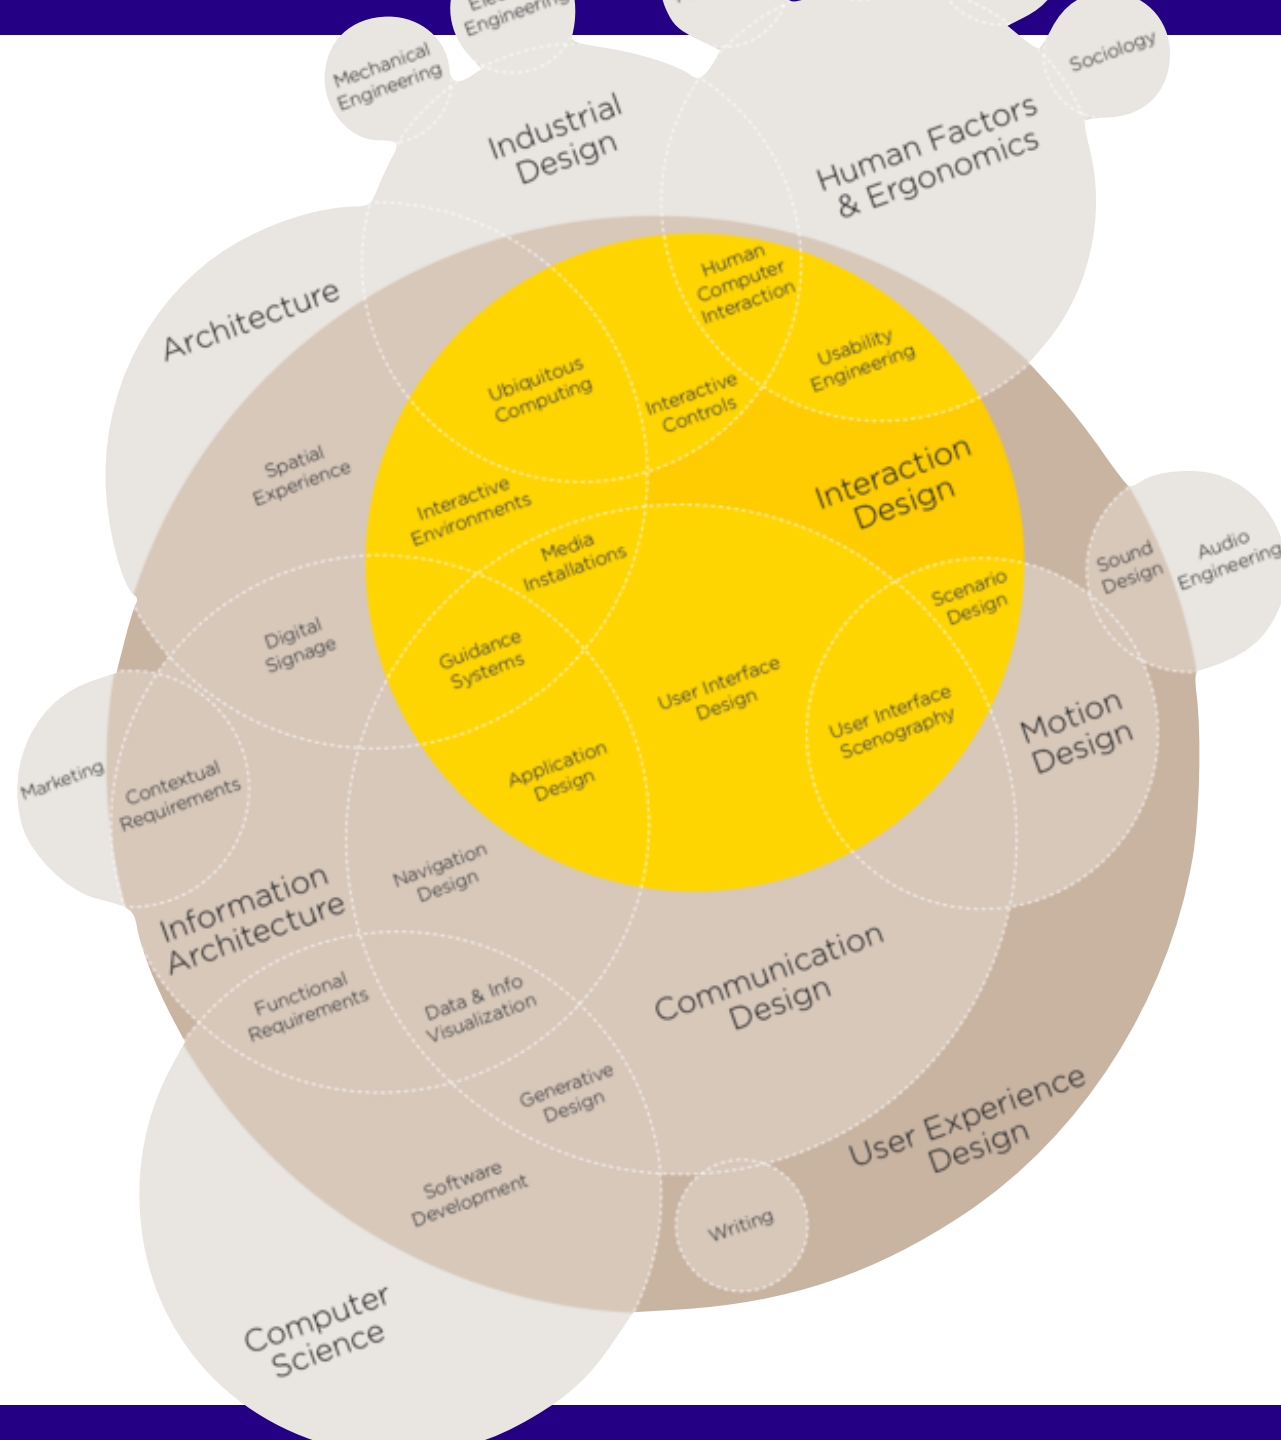 Engineering
Mechanical
Engineering
Sociology
Industrial
Design
Human Factors
& Ergonomics
Architecture
Human
Computer
Interaction
Usability
Engineering
Ubiquitous
Computing
Interactive
Controls
Spatial
Experience
Interactive
Environments
Interaction
Design
Media
Installations
Sound
Design
Audio
Engineering
Scenario
Design
Digital
Signage
Guidance
Systems
User Interface
Design
User Interface
Scenography
Motion
Design
Marketing
Contextual
Requirements
Application
Design
Navigation
Design
Information
Architecture
Functional
Requirements
Data & Info
Visualization
Communication
Design
Generative
Design
User Experience
Design
Software
Development
Writing
Computer
Science